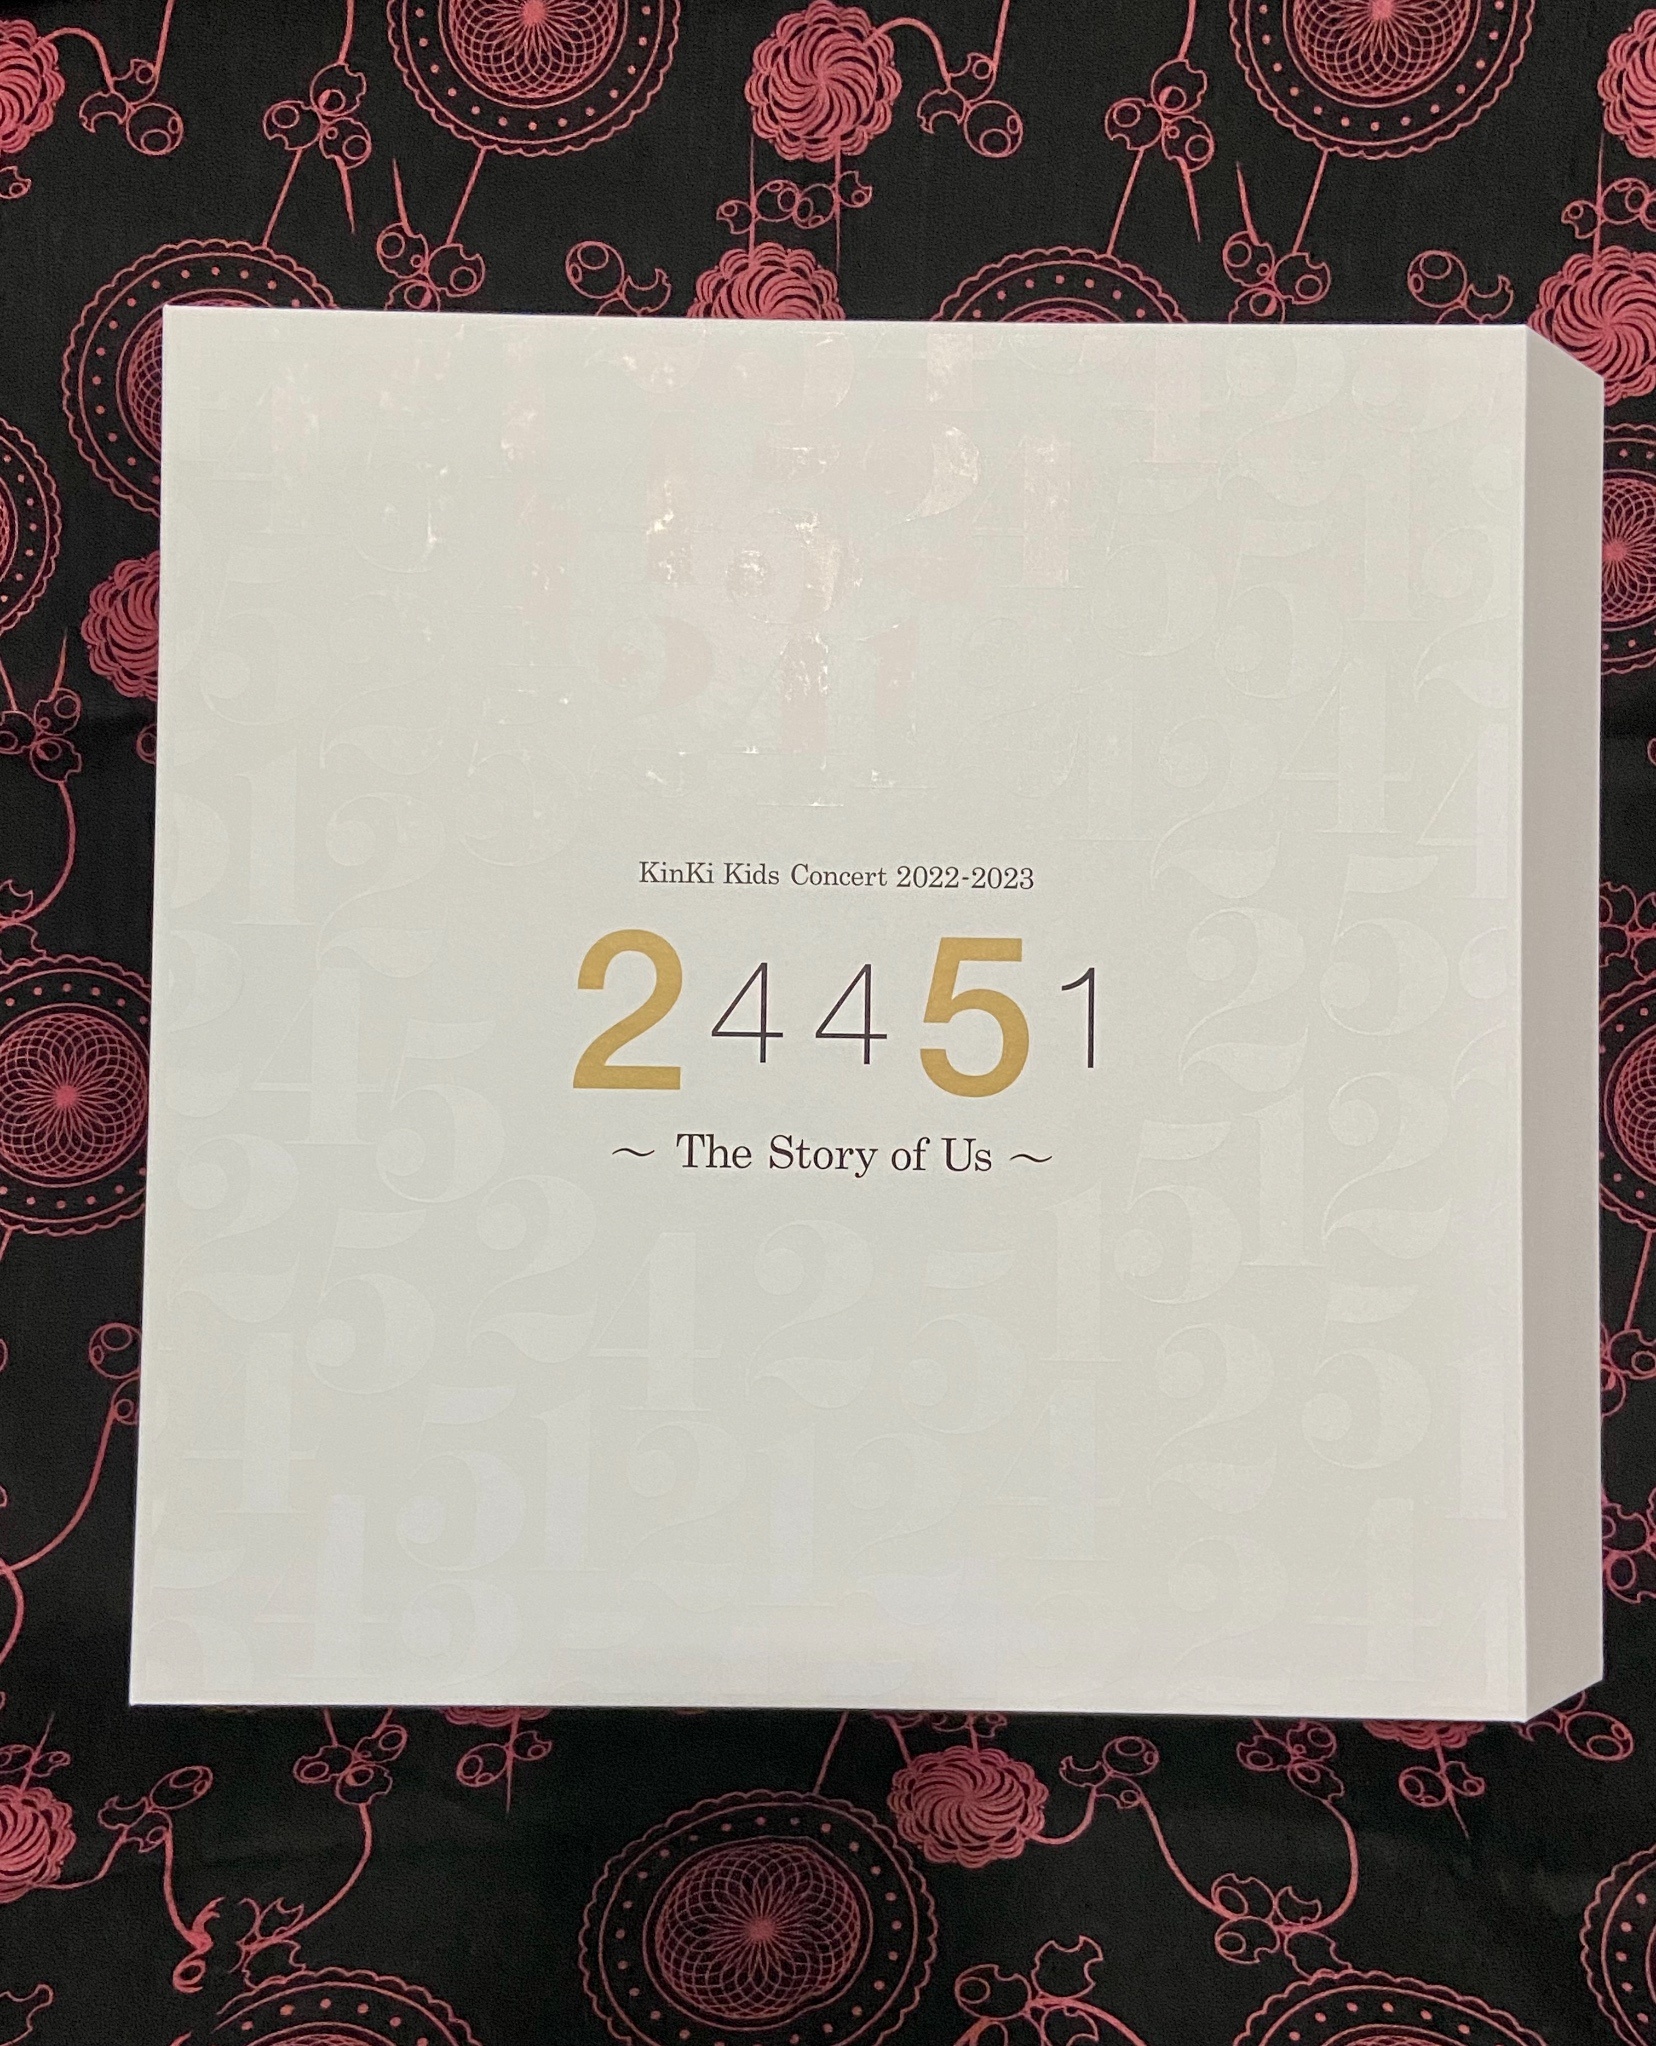 KinKi Kids Concert 2022-2023
24451
～ The Story of Us ～